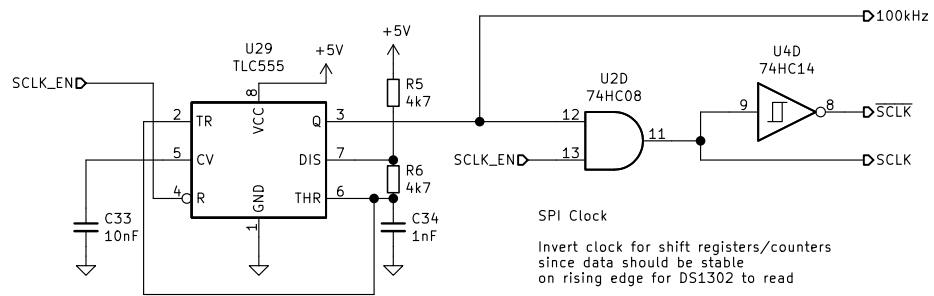 100kHz
+5V
U29
TLC555
+5V
U4D
74HC14
SCLK_EN
R5
4k7
U2D
74HC08
8
VCC
2
TR
Q
3
12
9
8
SCLK
5
CV
DIS
7
11
SCLK_EN
13
SCLK
R6
4k7
4
R
GND
THR
6
1
C33
10nF
C34
1nF
SPI Clock
Invert clock for shift registers/counters
since data should be stable
on rising edge for DS1302 to read